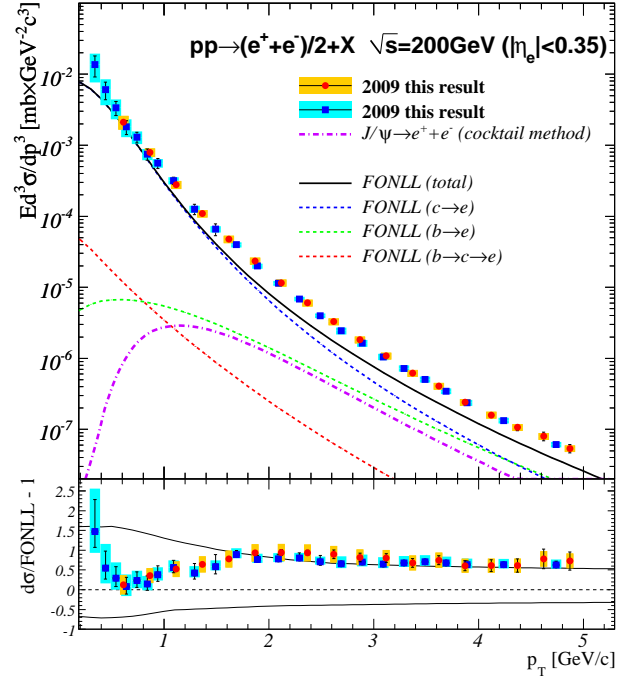 pp→(e⁺+e⁻)/2+X √s=200GeV (|η_e|<0.35)
2009 this result
2009 this result
J/ψ→e⁺+e⁻ (cocktail method)
FONLL (total)
FONLL (c→e)
FONLL (b→e)
FONLL (b→c→e)
Ed³σ/dp³ [mb×GeV⁻²c³]
10⁻²
10⁻³
10⁻⁴
10⁻⁵
10⁻⁶
10⁻⁷
dσ/FONLL - 1
2.5
2
1.5
1
0.5
0
-0.5
-1
1 2 3 4 5
p_T [GeV/c]